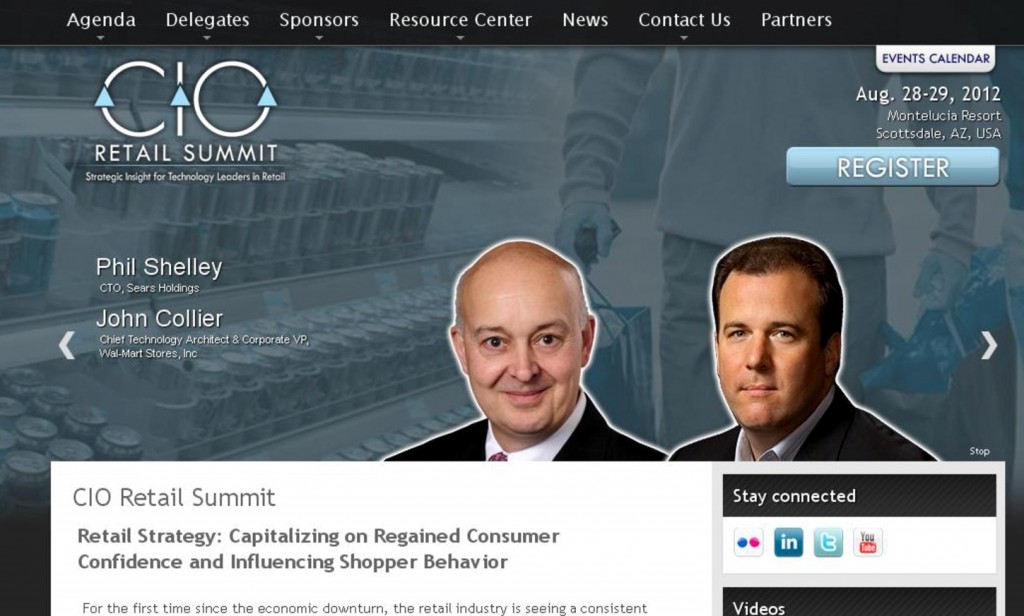 Agenda Delegates Sponsors Resource Center News Contact Us Partners
EVENTS CALENDAR
CIO
RETAIL SUMMIT
Strategic Insight for Technology Leaders in Retail
Aug. 28-29, 2012
Montelucia Resort
Scottsdale, AZ, USA
REGISTER
Phil Shelley
CTO, Sears Holdings
John Collier
Chief Technology Architect & Corporate VP,
Wal-Mart Stores, Inc
Stop
CIO Retail Summit
Retail Strategy: Capitalizing on Regained Consumer
Confidence and Influencing Shopper Behavior
For the first time since the economic downturn, the retail industry is seeing a consistent
Stay connected
in
t
You
Tube
Videos